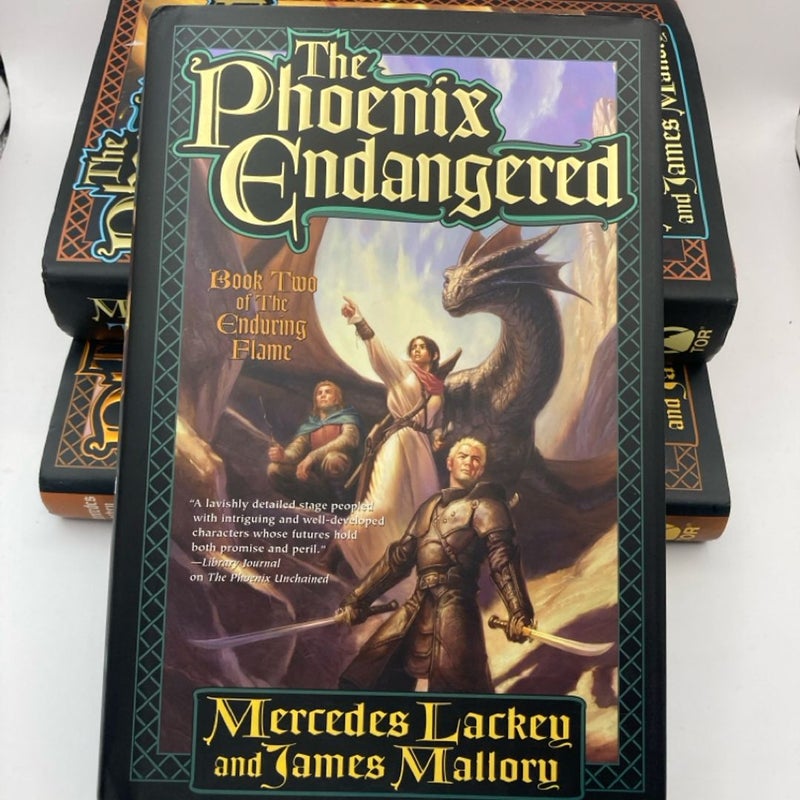 The
Phoenix
Endangered
Book Two
of The
Enduring
Flame
"A lavishly detailed stage peopled
with intriguing and well-developed
characters whose futures hold
both promise and peril."
—Library Journal
on The Phoenix Unchained
Mercedes Lackey
and James Mallory
The
and James Mallory
TOR
and